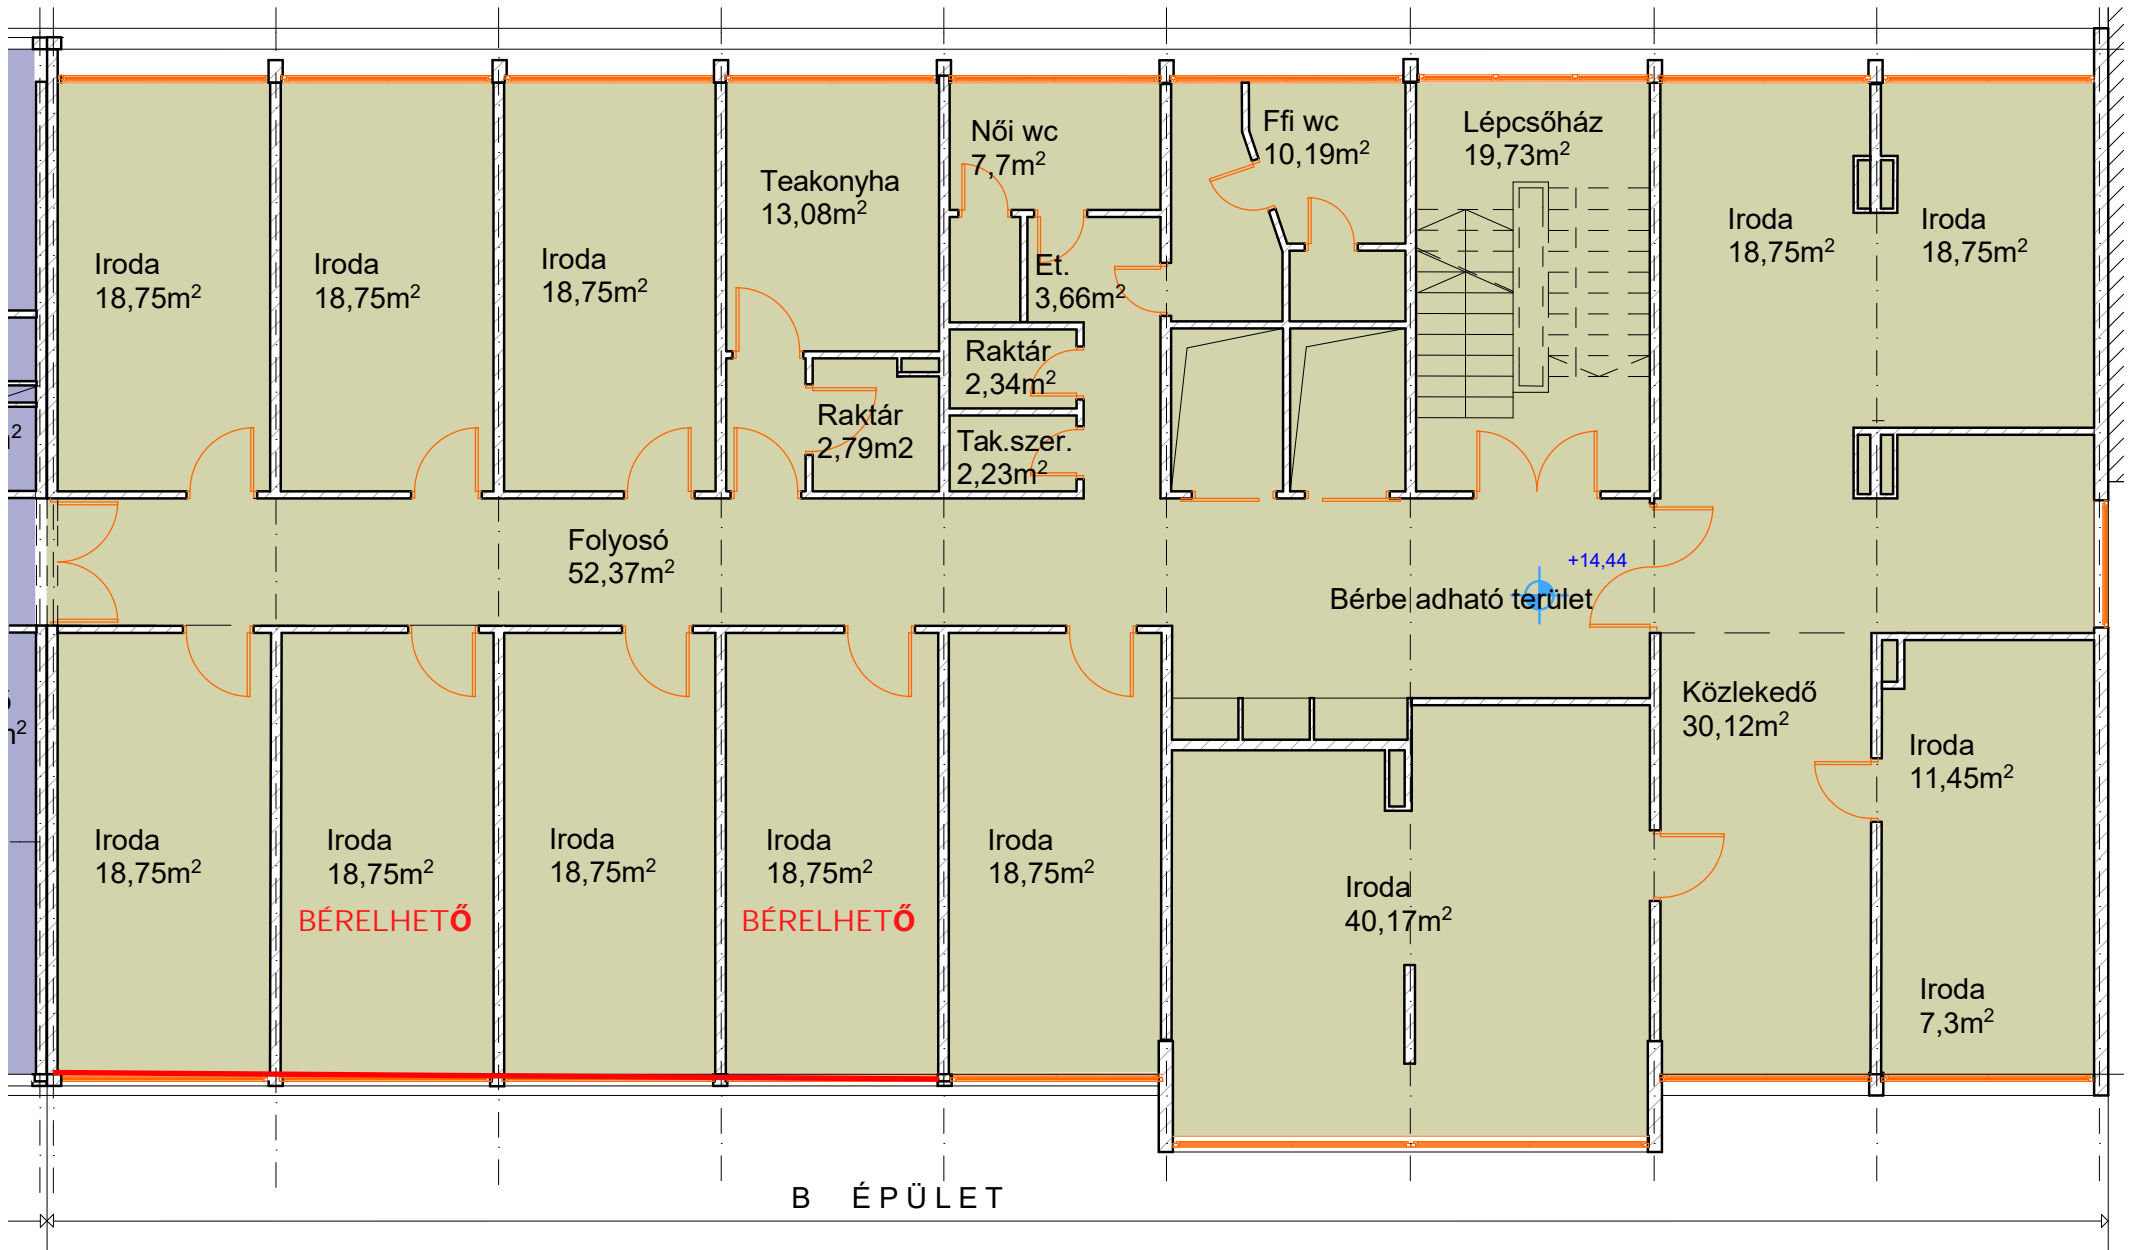 Női wc
7,7m²
Ffi wc
10,19m²
Lépcsőház
19,73m²
Teakonyha
13,08m²
Iroda
18,75m²
Iroda
18,75m²
Iroda
18,75m²
Iroda
18,75m²
Iroda
18,75m²
Et.
3,66m²
Raktár
2,34m²
Raktár
2,79m2
Tak.szer.
2,23m²
Folyosó
52,37m²
+14,44
Bérbe adható terület
Közlekedő
30,12m²
Iroda
11,45m²
Iroda
18,75m²
Iroda
18,75m²
BÉRELHETŐ
Iroda
18,75m²
Iroda
18,75m²
BÉRELHETŐ
Iroda
18,75m²
Iroda
40,17m²
Iroda
7,3m²
B ÉPÜLET